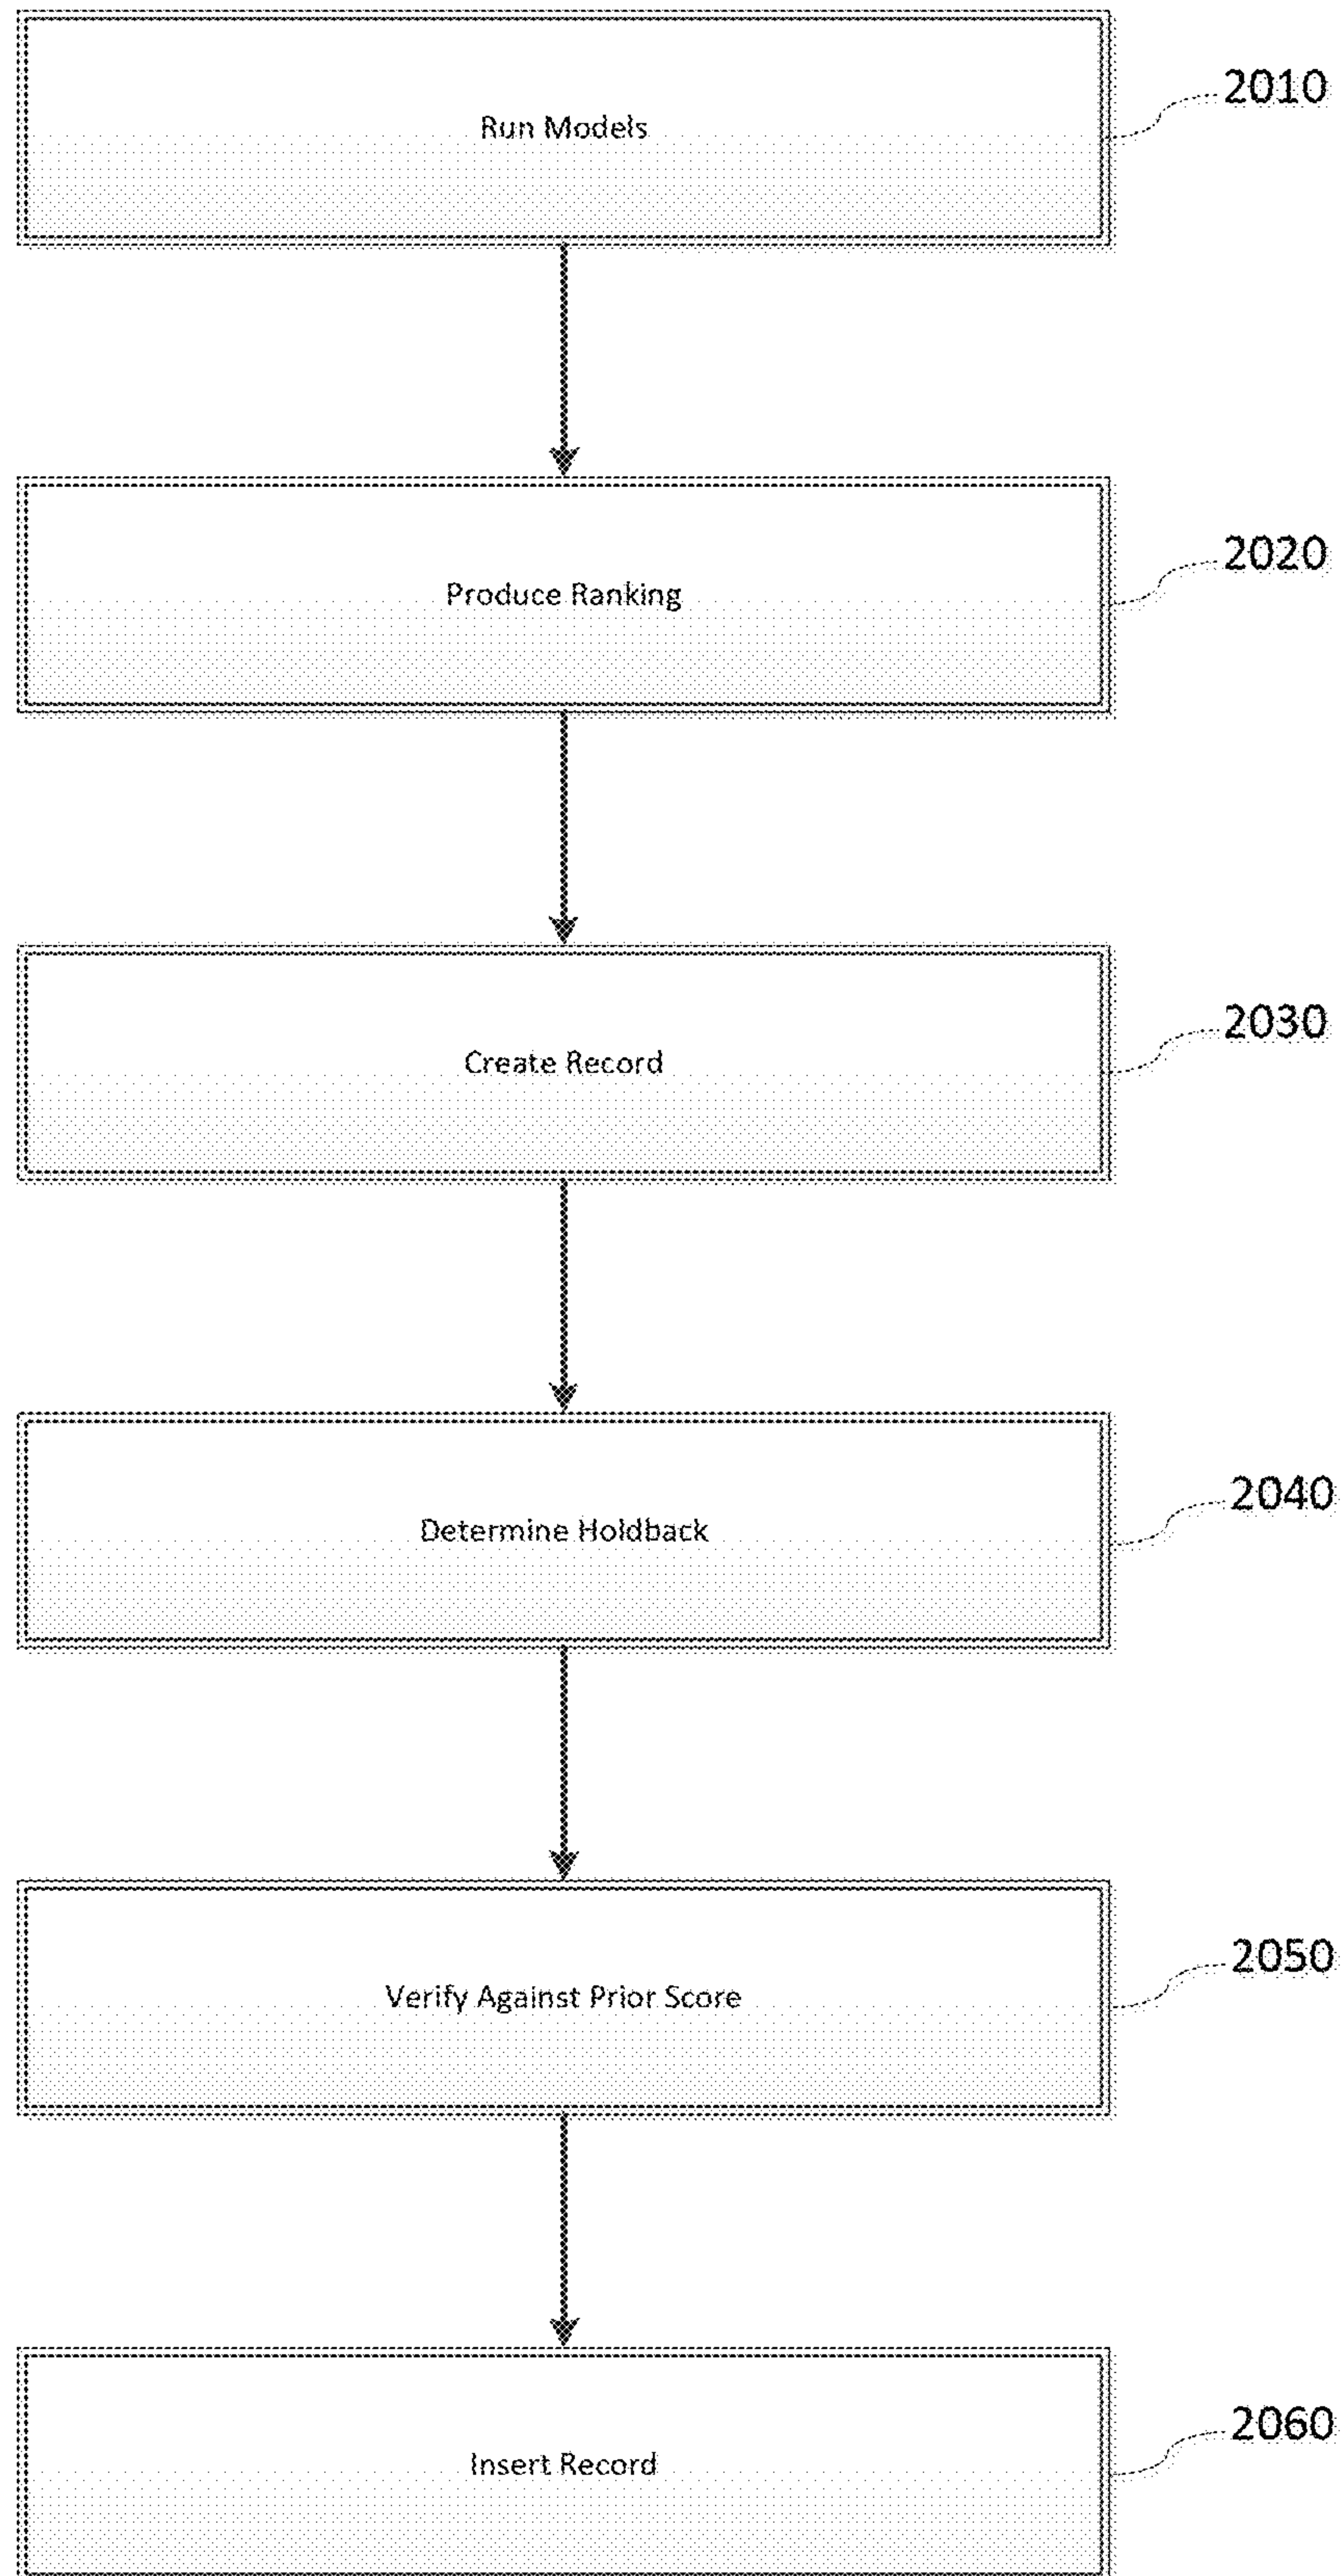 Run Models
2010
Produce Ranking
2020
Create Record
2030
Determine Holdback
2040
Verify Against Prior Score
2050
Insert Record
2060